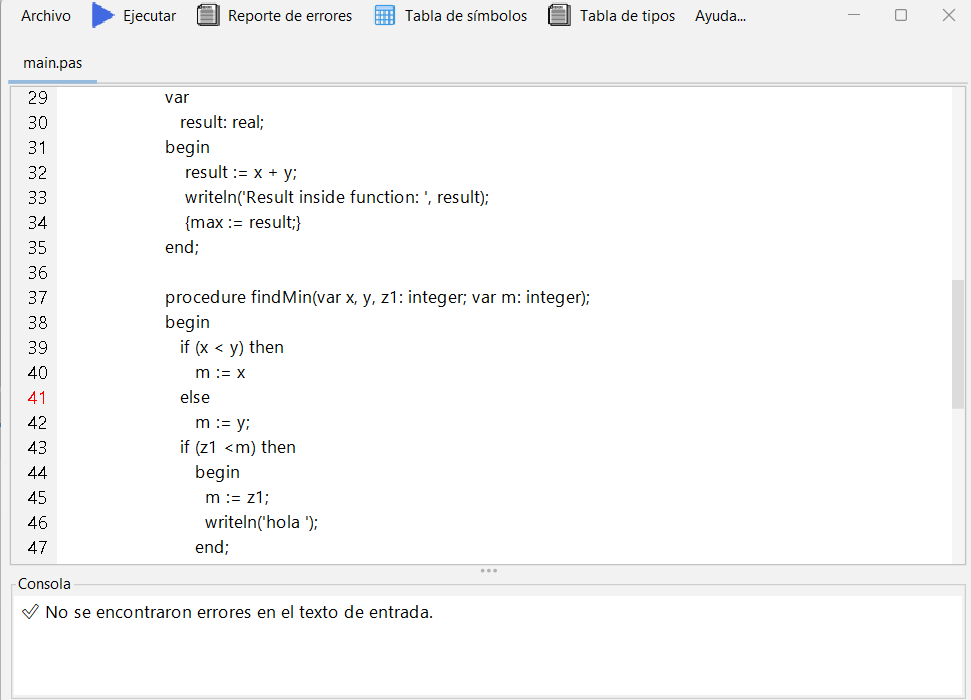 Archivo Ejecutar Reporte de errores Tabla de símbolos Tabla de tipos Ayuda...
main.pas
29 var
30 result: real;
31 begin
32 result := x + y;
33 writeln('Result inside function: ', result);
34 {max := result;}
35 end;
36
37 procedure findMin(var x, y, z1: integer; var m: integer);
38 begin
39 if (x < y) then
40 m := x
41 else
42 m := y;
43 if (z1 <m) then
44 begin
45 m := z1;
46 writeln('hola ');
47 end;
Consola
No se encontraron errores en el texto de entrada.